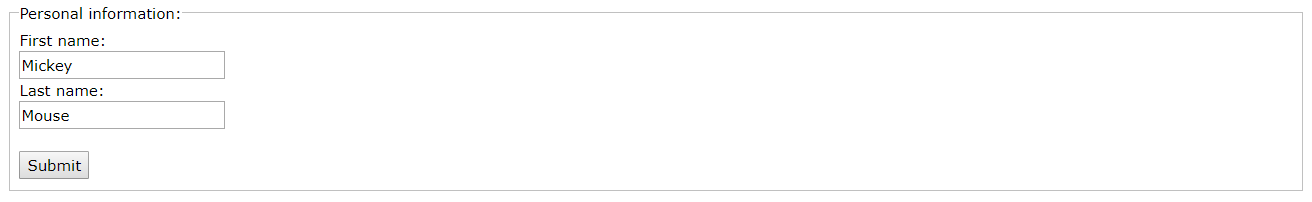 Personal information:
First name:
Mickey
Last name:
Mouse
Submit